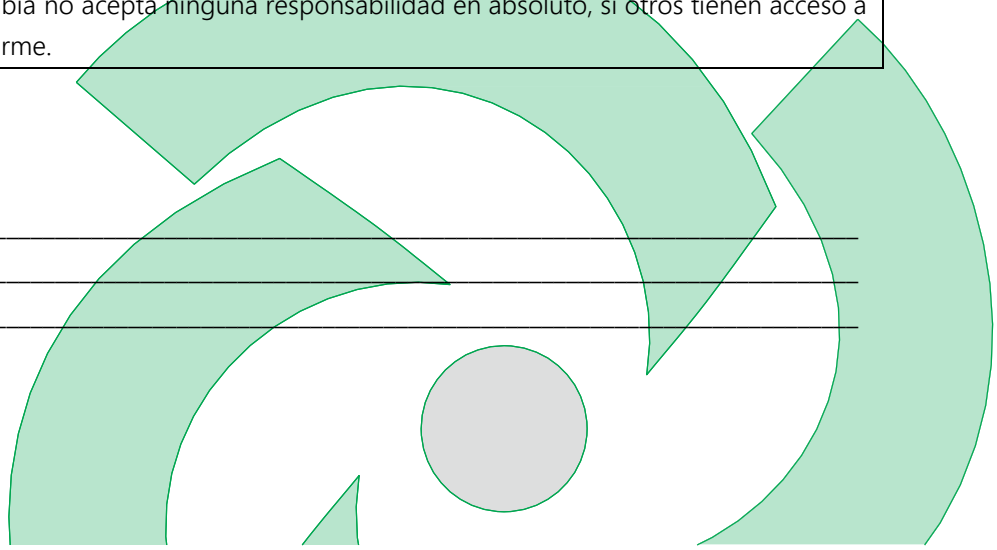 bia no acepta ninguna responsabilidad en absoluto, si otros tienen acceso a
rme.